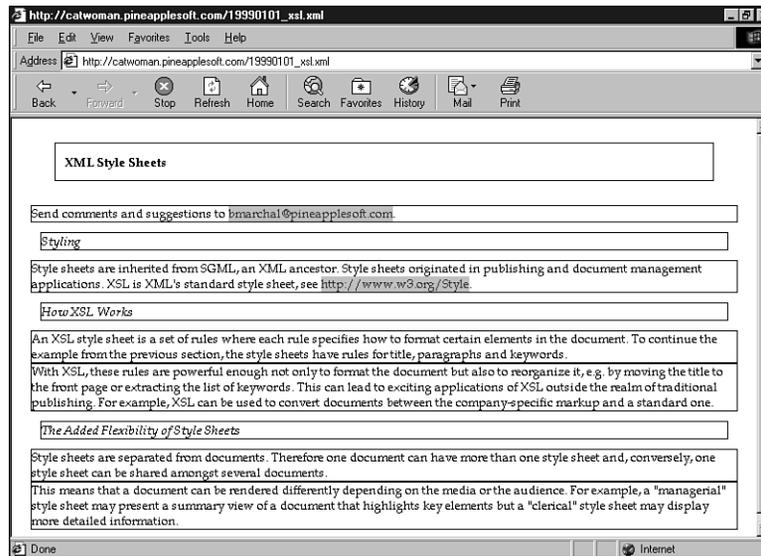 http://catwoman.pineapplesoft.com/19990101_xsl.xml
File Edit View Favorites Tools Help
Address http://catwoman.pineapplesoft.com/19990101_xsl.xml
Back Forward Stop Refresh Home Search Favorites History Mail Print
XML Style Sheets
Send comments and suggestions to bmarchal@pineapplesoft.com.
Styling
Style sheets are inherited from SGML, an XML ancestor. Style sheets originated in publishing and document management
applications. XSL is XML's standard style sheet, see http://www.w3.org/Style.
How XSL Works
An XSL style sheet is a set of rules where each rule specifies how to format certain elements in the document. To continue the
example from the previous section, the style sheets have rules for title, paragraphs and keywords.
With XSL, these rules are powerful enough not only to format the document but also to reorganize it, e.g. by moving the title to
the front page or extracting the list of keywords. This can lead to exciting applications of XSL outside the realm of traditional
publishing. For example, XSL can be used to convert documents between the company-specific markup and a standard one.
The Added Flexibility of Style Sheets
Style sheets are separated from documents. Therefore one document can have more than one style sheet and, conversely, one
style sheet can be shared amongst several documents.
This means that a document can be rendered differently depending on the media or the audience. For example, a "managerial"
style sheet may present a summary view of a document that highlights key elements but a "clerical" style sheet may display
more detailed information.
Done Internet